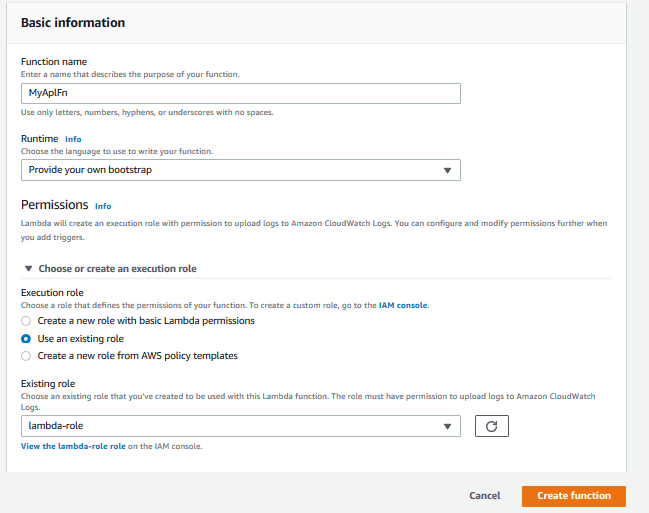 Basic information
Function name
Enter a name that describes the purpose of your function.
MyAplFn
Use only letters, numbers, hyphens, or underscores with no spaces.
Runtime Info
Choose the language to use to write your function.
Provide your own bootstrap
Permissions Info
Lambda will create an execution role with permission to upload logs to Amazon CloudWatch Logs. You can configure and modify permissions further when
you add triggers.
Choose or create an execution role
Execution role
Choose a role that defines the permissions of your function. To create a custom role, go to the IAM console.
Create a new role with basic Lambda permissions
Use an existing role
Create a new role from AWS policy templates
Existing role
Choose an existing role that you've created to be used with this Lambda function. The role must have permission to upload logs to Amazon CloudWatch
Logs.
lambda-role
View the lambda-role role on the IAM console.
Cancel Create function